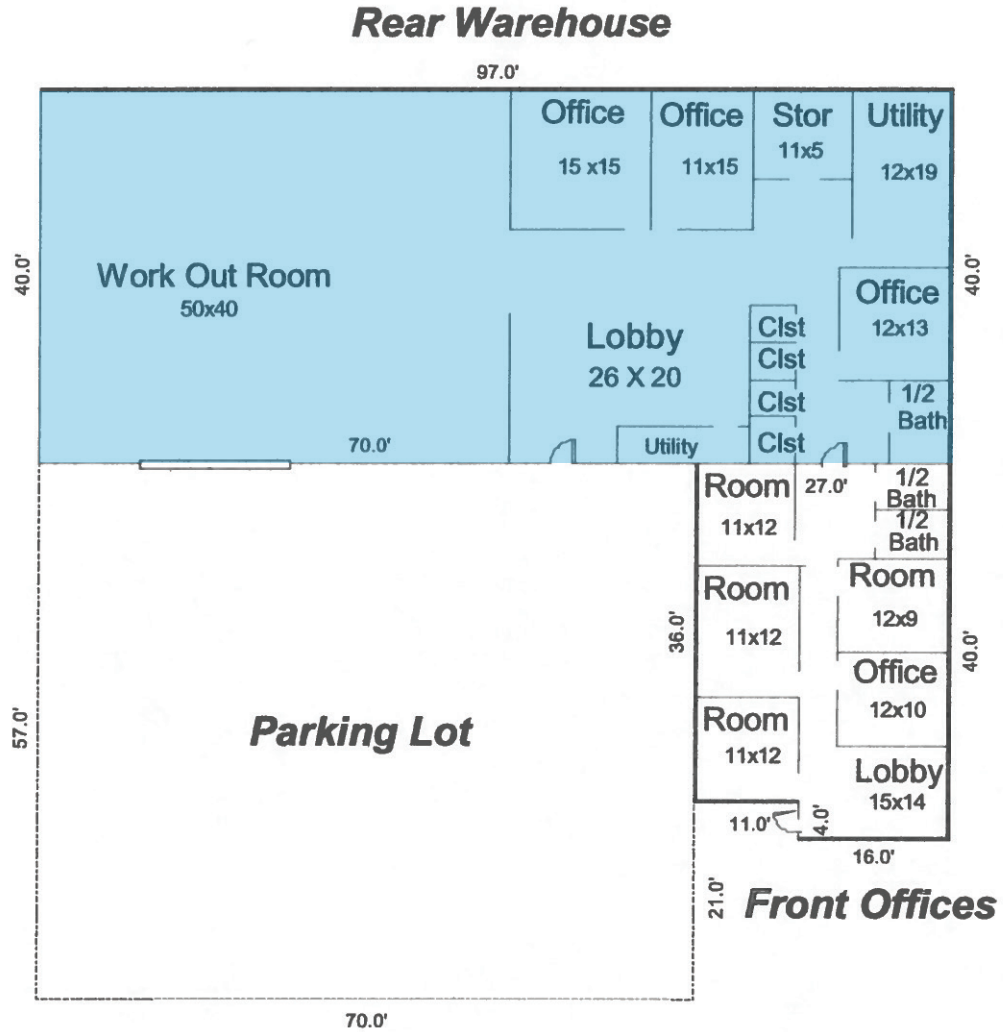 Rear Warehouse
97.0'
Office
15 x15
Office
11x15
Stor
11x5
Utility
12x19
40.0'
Work Out Room
50x40
40.0'
Office
12x13
Lobby
26 X 20
Clst
Clst
Clst
Clst
1/2
Bath
70.0'
Utility
Room
11x12
27.0'
1/2
Bath
1/2
Bath
Room
11x12
Room
12x9
36.0'
40.0'
Office
12x10
57.0'
Parking Lot
Room
11x12
Lobby
15x14
11.0'
4.0'
16.0'
21.0'
Front Offices
70.0'